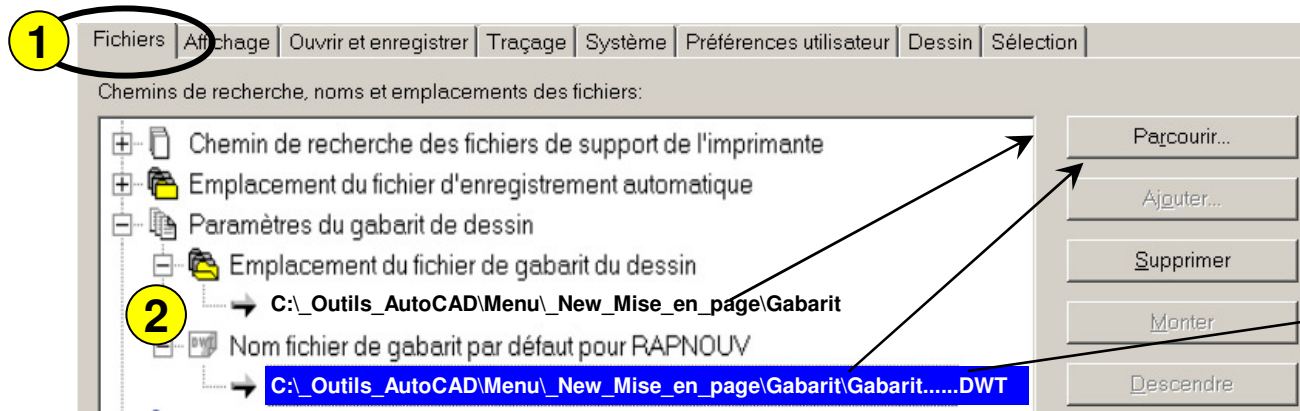 1
Fichiers Affichage Ouvrir et enregistrer Traçage Système Préférences utilisateur Dessin Sélection
Chemins de recherche, noms et emplacements des fichiers:
Chemin de recherche des fichiers de support de l'imprimante
Parcourir...
Emplacement du fichier d'enregistrement automatique
Ajouter...
Paramètres du gabarit de dessin
Emplacement du fichier de gabarit du dessin
Supprimer
C:\_Outils_AutoCAD\Menu\_New_Mise_en_page\Gabarit
2
Monter
Nom fichier de gabarit par défaut pour RAPNOUV
C:\_Outils_AutoCAD\Menu\_New_Mise_en_page\Gabarit\Gabarit......DWT
Descendre